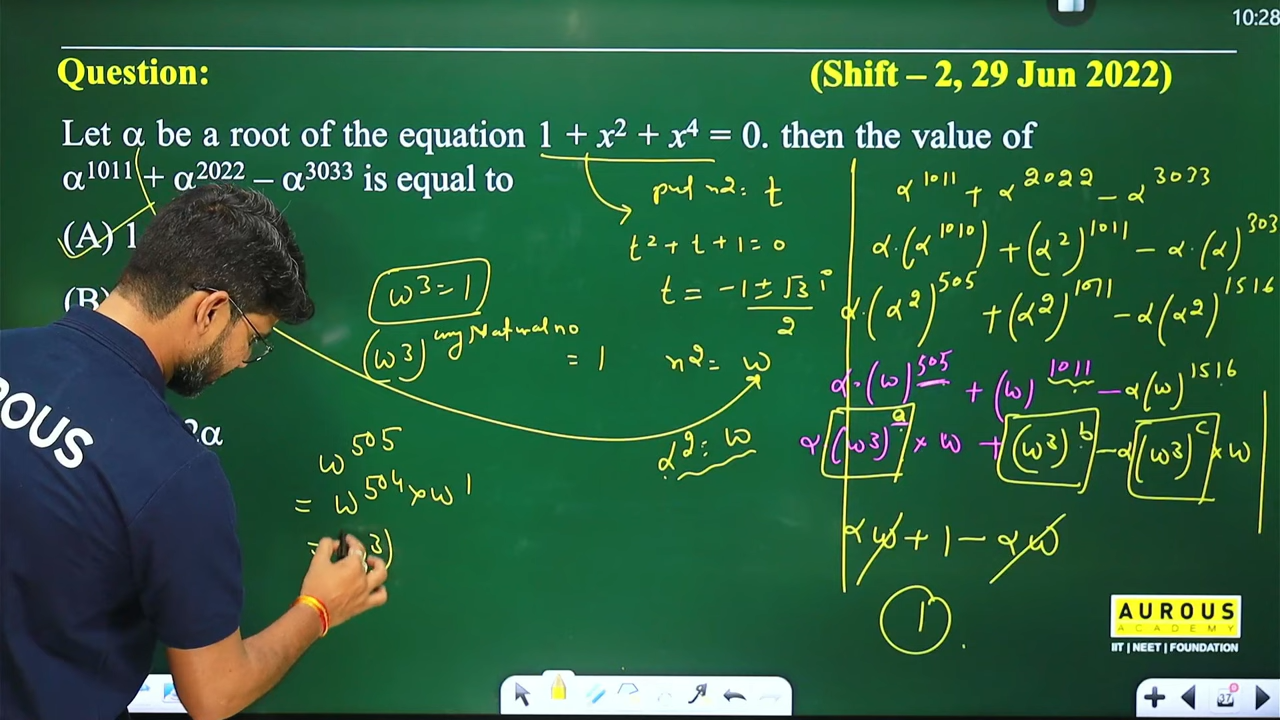 10:28
Question:
(Shift – 2, 29 Jun 2022)
Let α be a root of the equation 1 + x² + x⁴ = 0. then the value of
α¹⁰¹¹ + α²⁰²² – α³⁰³³ is equal to
(A) 1
(B)
α
put x2 = t
t² + t + 1 = 0
t = -1 ± √3 i / 2
x2 = ω
α2 = ω
ω3 = 1
(ω3) any Natural no = 1
ω⁵⁰⁵
= ω⁵⁰⁴ × ω¹
= 3)
α¹⁰¹¹ + α²⁰²² – α³⁰³³
α·(α¹⁰¹⁰) + (α²)¹⁰¹¹ – α·(α)³⁰³
α·(α²)⁵⁰⁵ + (α²)¹⁰¹¹ – α(α²)¹⁵¹⁶
α·(ω)⁵⁰⁵ + (ω)¹⁰¹¹ – α(ω)¹⁵¹⁶
α(ω3)ᵃ × ω + (ω3)ᵇ – α(ω3)ᶜ × ω
αω + 1 – αω
1
OUS
AUROUS
ACADEMY
IIT | NEET | FOUNDATION
37